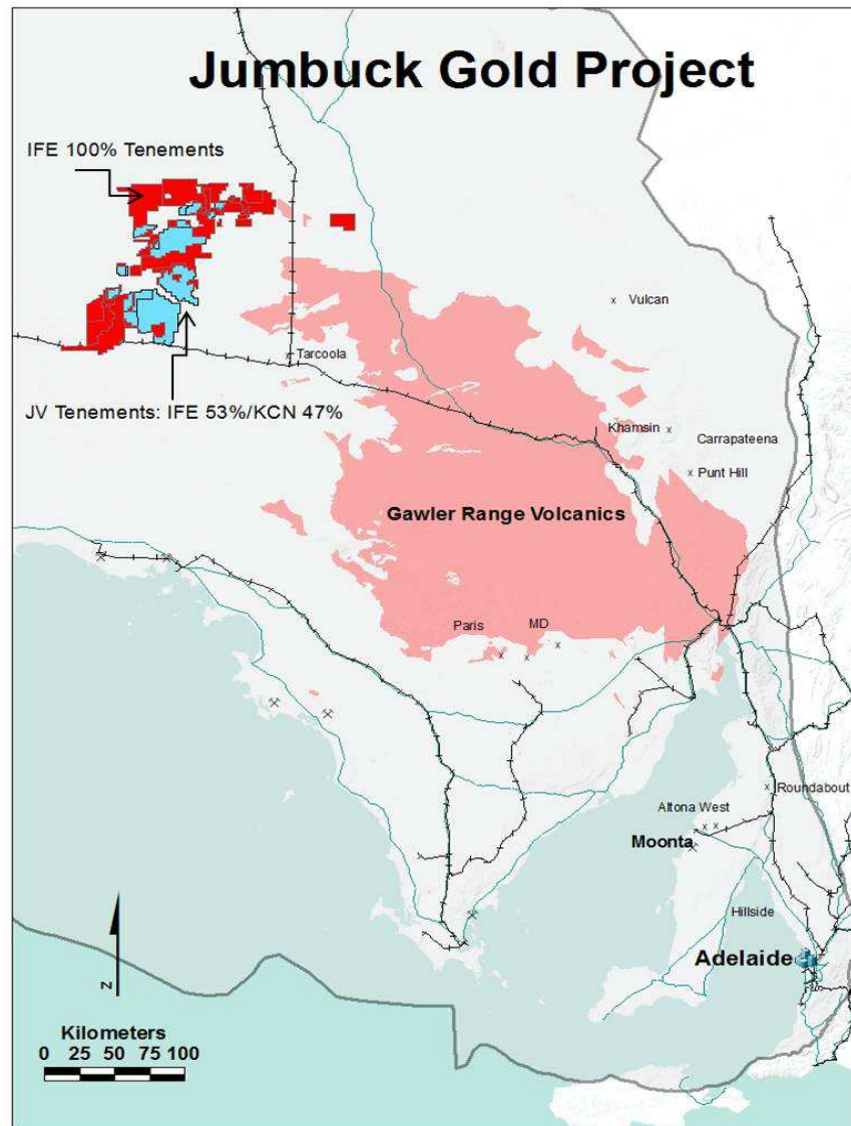 Jumbuck Gold Project
IFE 100% Tenements
Vulcan
Tarcoola
JV Tenements: IFE 53%/KCN 47%
Khamsin
Carrapateena
Punt Hill
Gawler Range Volcanics
Paris
MD
Roundabout
Altona West
Moonta
Hillside
Adelaide
N
Kilometers
0 25 50 75 100